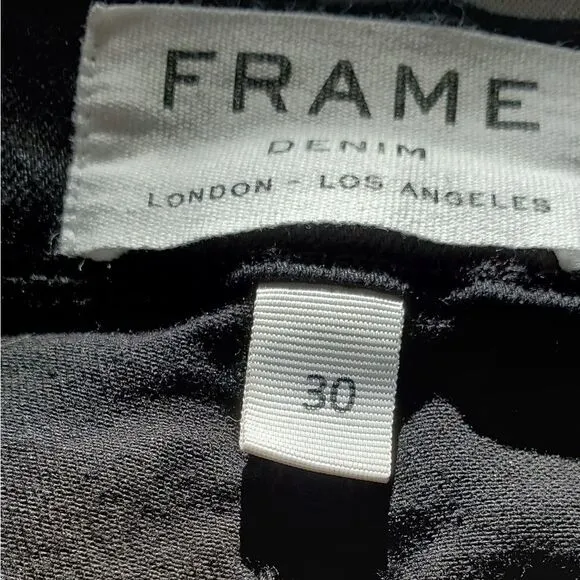 FRAME
DENIM
LONDON - LOS ANGELES
30